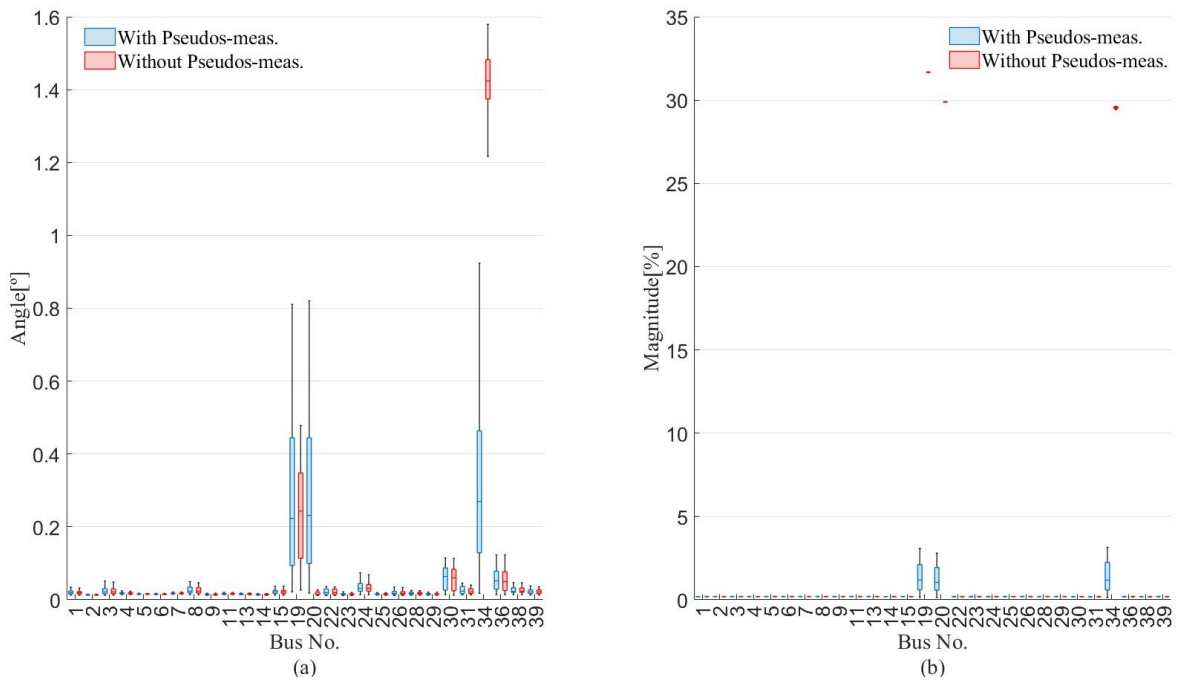 1.6
With Pseudos-meas.
Without Pseudos-meas.
1.4
1.2
1
0.8
0.6
0.4
0.2
0
Angle[º]
1 2 3 4 5 6 7 8 9 11 13 14 15 19 20 22 23 24 25 26 28 29 30 31 34 36 38 39
Bus No.
(a)
35
With Pseudos-meas.
Without Pseudos-meas.
30
25
20
15
10
5
0
Magnitude[%]
1 2 3 4 5 6 7 8 9 11 13 14 15 19 20 22 23 24 25 26 28 29 30 31 34 36 38 39
Bus No.
(b)